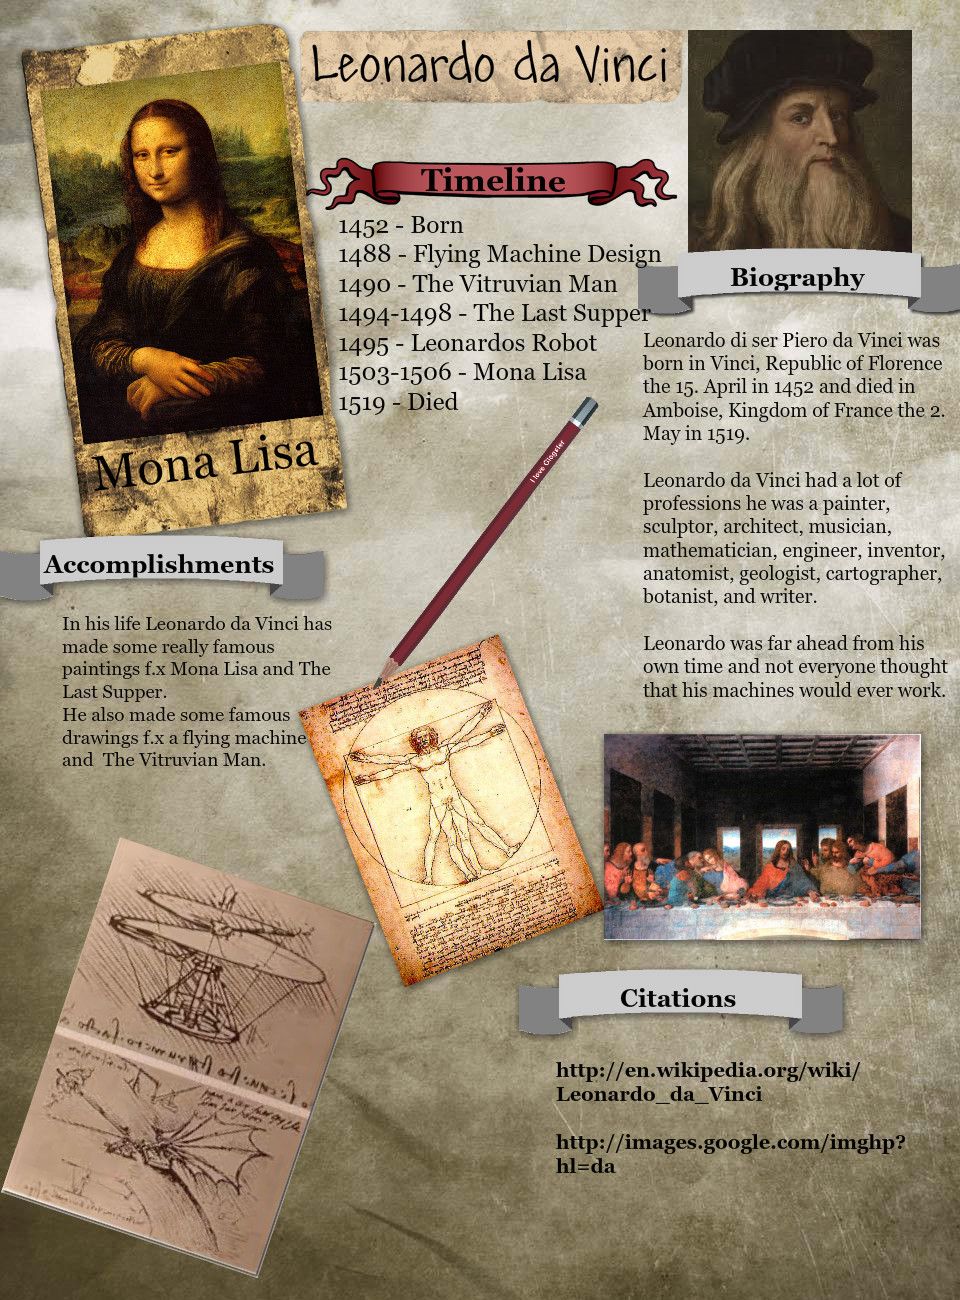 Leonardo da Vinci
Mona Lisa
Timeline
1452 - Born
1488 - Flying Machine Design
1490 - The Vitruvian Man
1494-1498 - The Last Supper
1495 - Leonardos Robot
1503-1506 - Mona Lisa
1519 - Died
I love Glogster
Biography
Leonardo di ser Piero da Vinci was
born in Vinci, Republic of Florence
the 15. April in 1452 and died in
Amboise, Kingdom of France the 2.
May in 1519.
Leonardo da Vinci had a lot of
professions he was a painter,
sculptor, architect, musician,
mathematician, engineer, inventor,
anatomist, geologist, cartographer,
botanist, and writer.
Leonardo was far ahead from his
own time and not everyone thought
that his machines would ever work.
Accomplishments
In his life Leonardo da Vinci has
made some really famous
paintings f.x Mona Lisa and The
Last Supper.
He also made some famous
drawings f.x a flying machine
and  The Vitruvian Man.
Citations
http://en.wikipedia.org/wiki/
Leonardo_da_Vinci
http://images.google.com/imghp?
hl=da